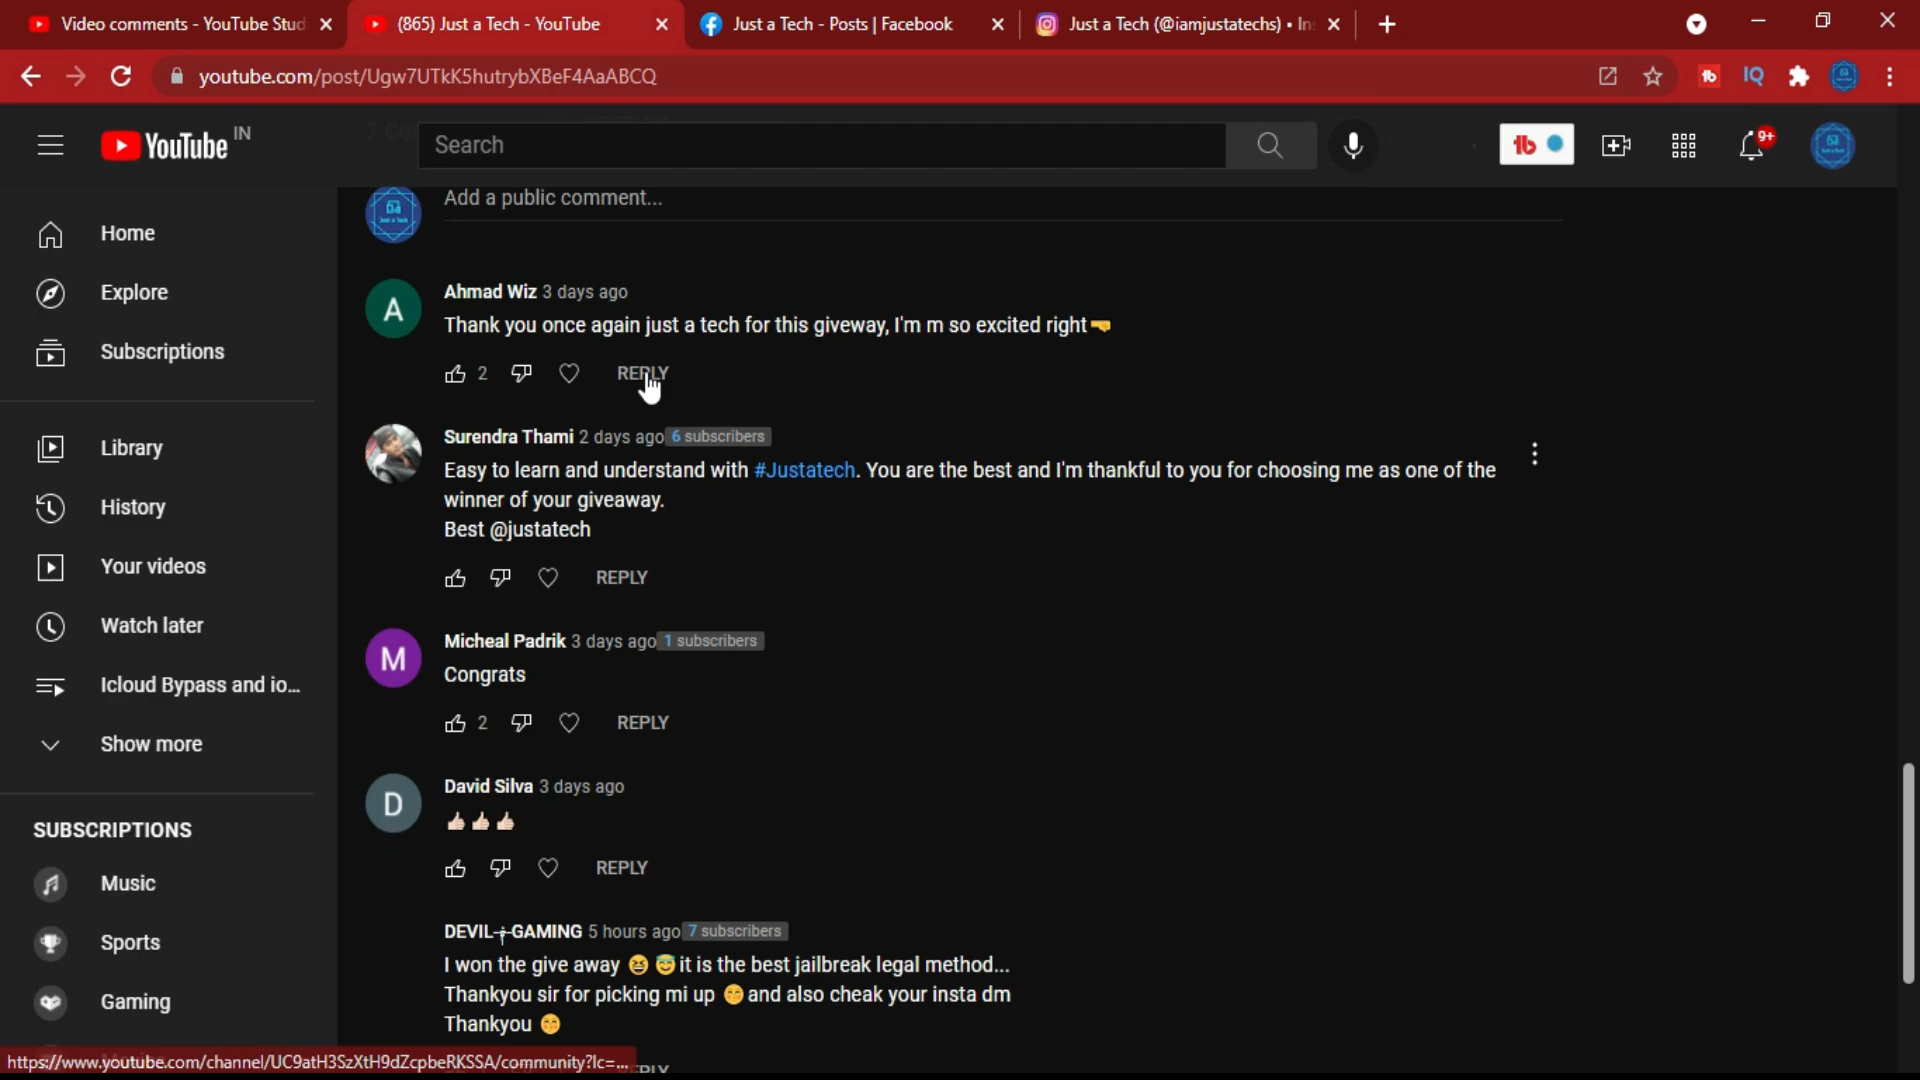 Video comments - YouTube Stud
(865) Just a Tech - YouTube
Just a Tech - Posts | Facebook
Just a Tech (@iamjustatechs) • In
youtube.com/post/Ugw7UTkK5hutrybXBeF4AaABCQ
YouTube IN
Search
9+
Home
Explore
Subscriptions
Library
History
Your videos
Watch later
Icloud Bypass and io...
Show more
SUBSCRIPTIONS
Music
Sports
Gaming
Add a public comment...
Ahmad Wiz 3 days ago
Thank you once again just a tech for this giveway, I'm m so excited right🤜
2 REPLY
Surendra Thami 2 days ago 6 subscribers
Easy to learn and understand with #Justatech. You are the best and I'm thankful to you for choosing me as one of the
winner of your giveaway.
Best @justatech
REPLY
Micheal Padrik 3 days ago 1 subscribers
Congrats
2 REPLY
David Silva 3 days ago
👍🏻👍🏻👍🏻
REPLY
DEVIL-╬-GAMING 5 hours ago 7 subscribers
I won the give away 😆 😇it is the best jailbreak legal method...
Thankyou sir for picking mi up 😁and also cheak your insta dm
Thankyou 😁
https://www.youtube.com/channel/UC9atH3SzXtH9dZcpbeRKSSA/community?lc=...